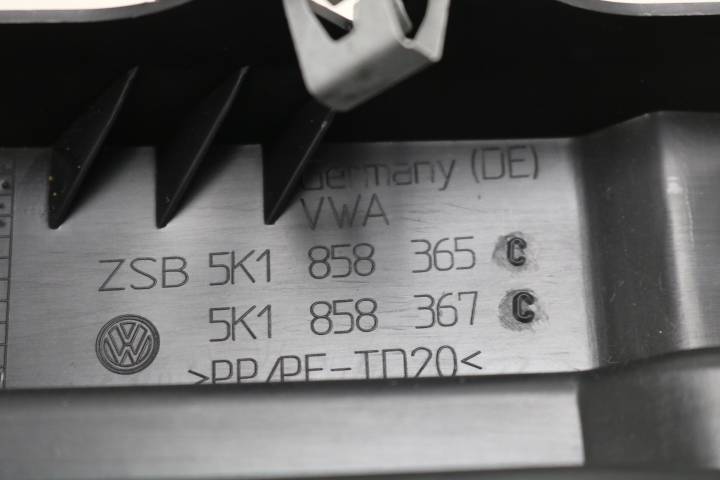 Germany (DE)
VWA
ZSB 5K1 858 365 C
5K1 858 367 C
>PP/PE-TD20<